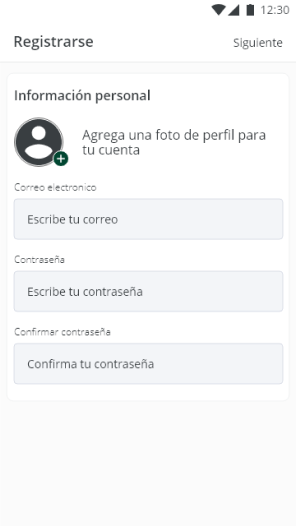 12:30
Registrarse
Siguiente
Información personal
Agrega una foto de perfil para
tu cuenta
Correo electronico
Escribe tu correo
Contraseña
Escribe tu contraseña
Confirmar contraseña
Confirma tu contraseña